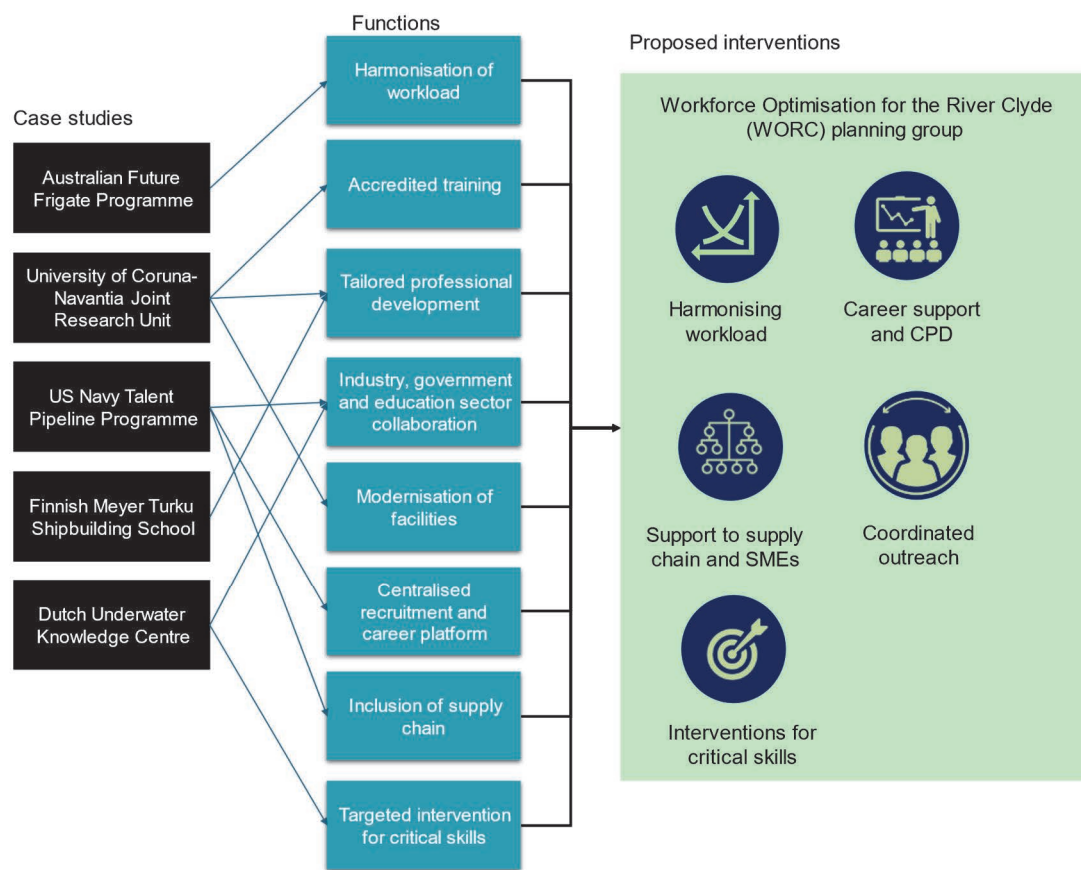 Case studies
Australian Future
Frigate Programme
University of Coruna-
Navantia Joint
Research Unit
US Navy Talent
Pipeline Programme
Finnish Meyer Turku
Shipbuilding School
Dutch Underwater
Knowledge Centre
Functions
Harmonisation of
workload
Accredited training
Tailored professional
development
Industry, government
and education sector
collaboration
Modernisation of
facilities
Centralised
recruitment and
career platform
Inclusion of supply
chain
Targeted intervention
for critical skills
Proposed interventions
Workforce Optimisation for the River Clyde
(WORC) planning group
Harmonising
workload
Career support
and CPD
Support to supply
chain and SMEs
Coordinated
outreach
Interventions for
critical skills